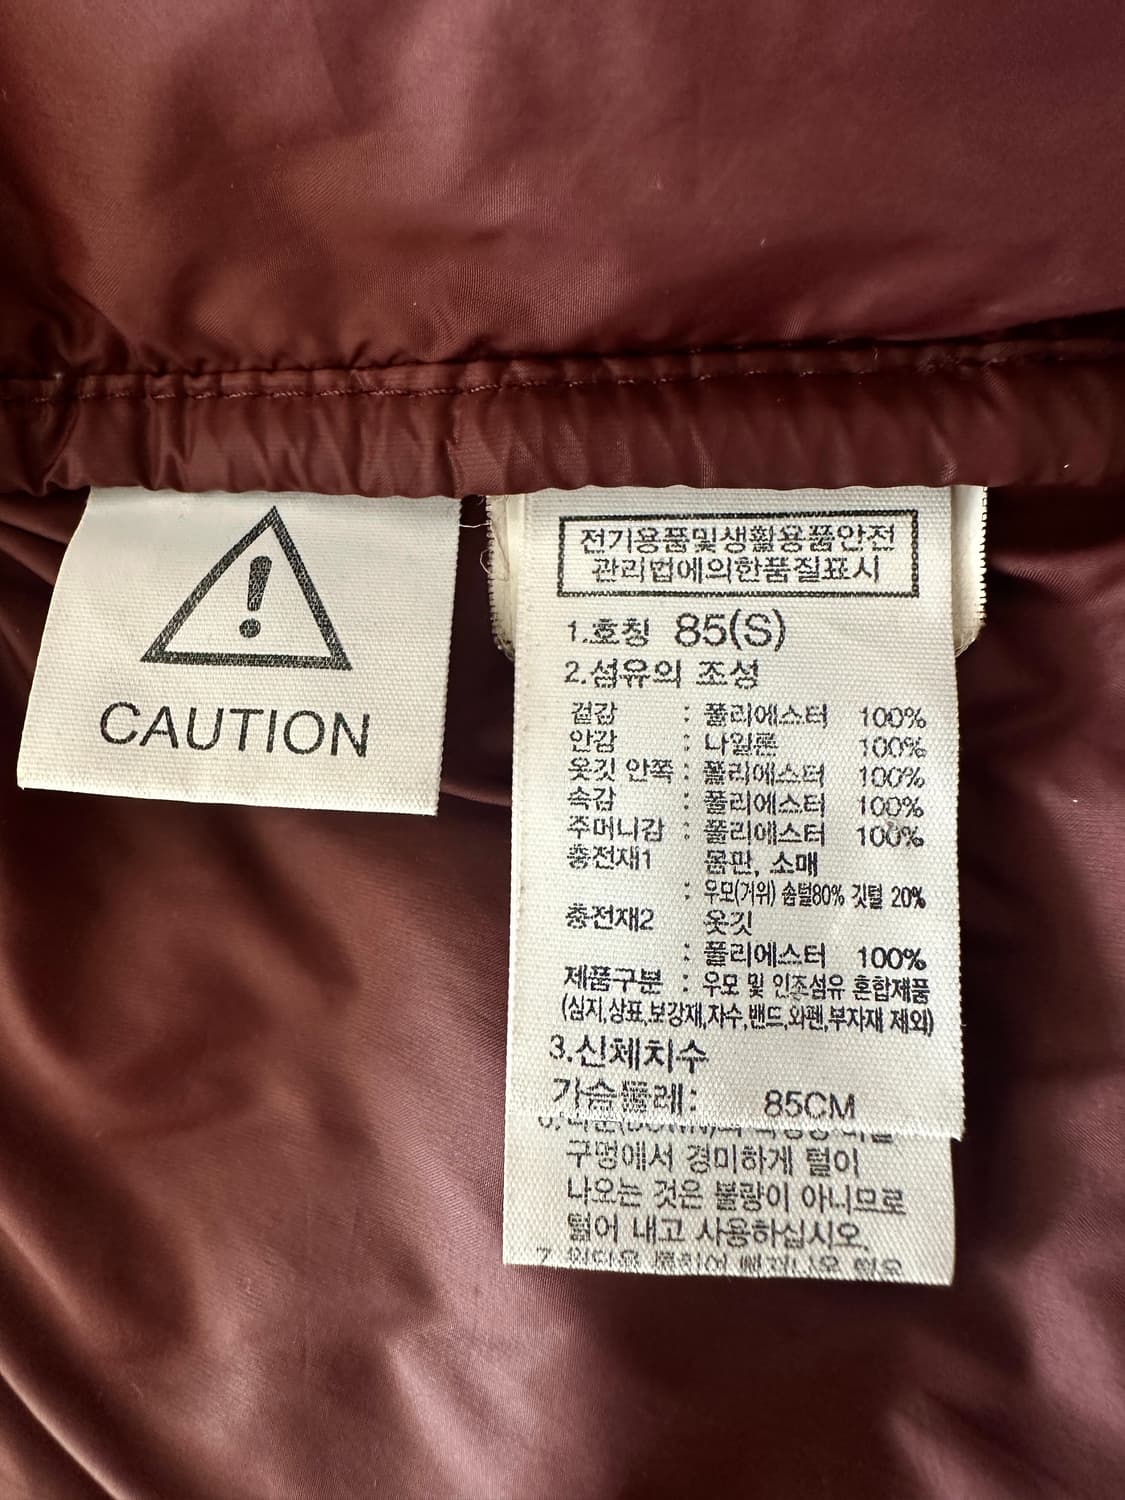 CAUTION
전기용품및생활용품안전
관리법에의한품질표시
1.호칭 85(S)
2.섬유의 조성
겉감 : 폴리에스터 100%
안감 : 나일론 100%
옷깃 안쪽 : 폴리에스터 100%
속감 : 폴리에스터 100%
주머니감 : 폴리에스터 100%
충전재1 몸판, 소매
: 우모(거위) 솜털80% 깃털 20%
충전재2 옷깃
: 폴리에스터 100%
제품구분 : 우모 및 인조섬유 혼합제품
(심지,상표,보강재,자수,밴드,와펜,부자재 제외)
3.신체치수
가슴둘레: 85CM
구멍에서 경미하게 털이
나오는 것은 불량이 아니므로
털어 내고 사용하십시오.